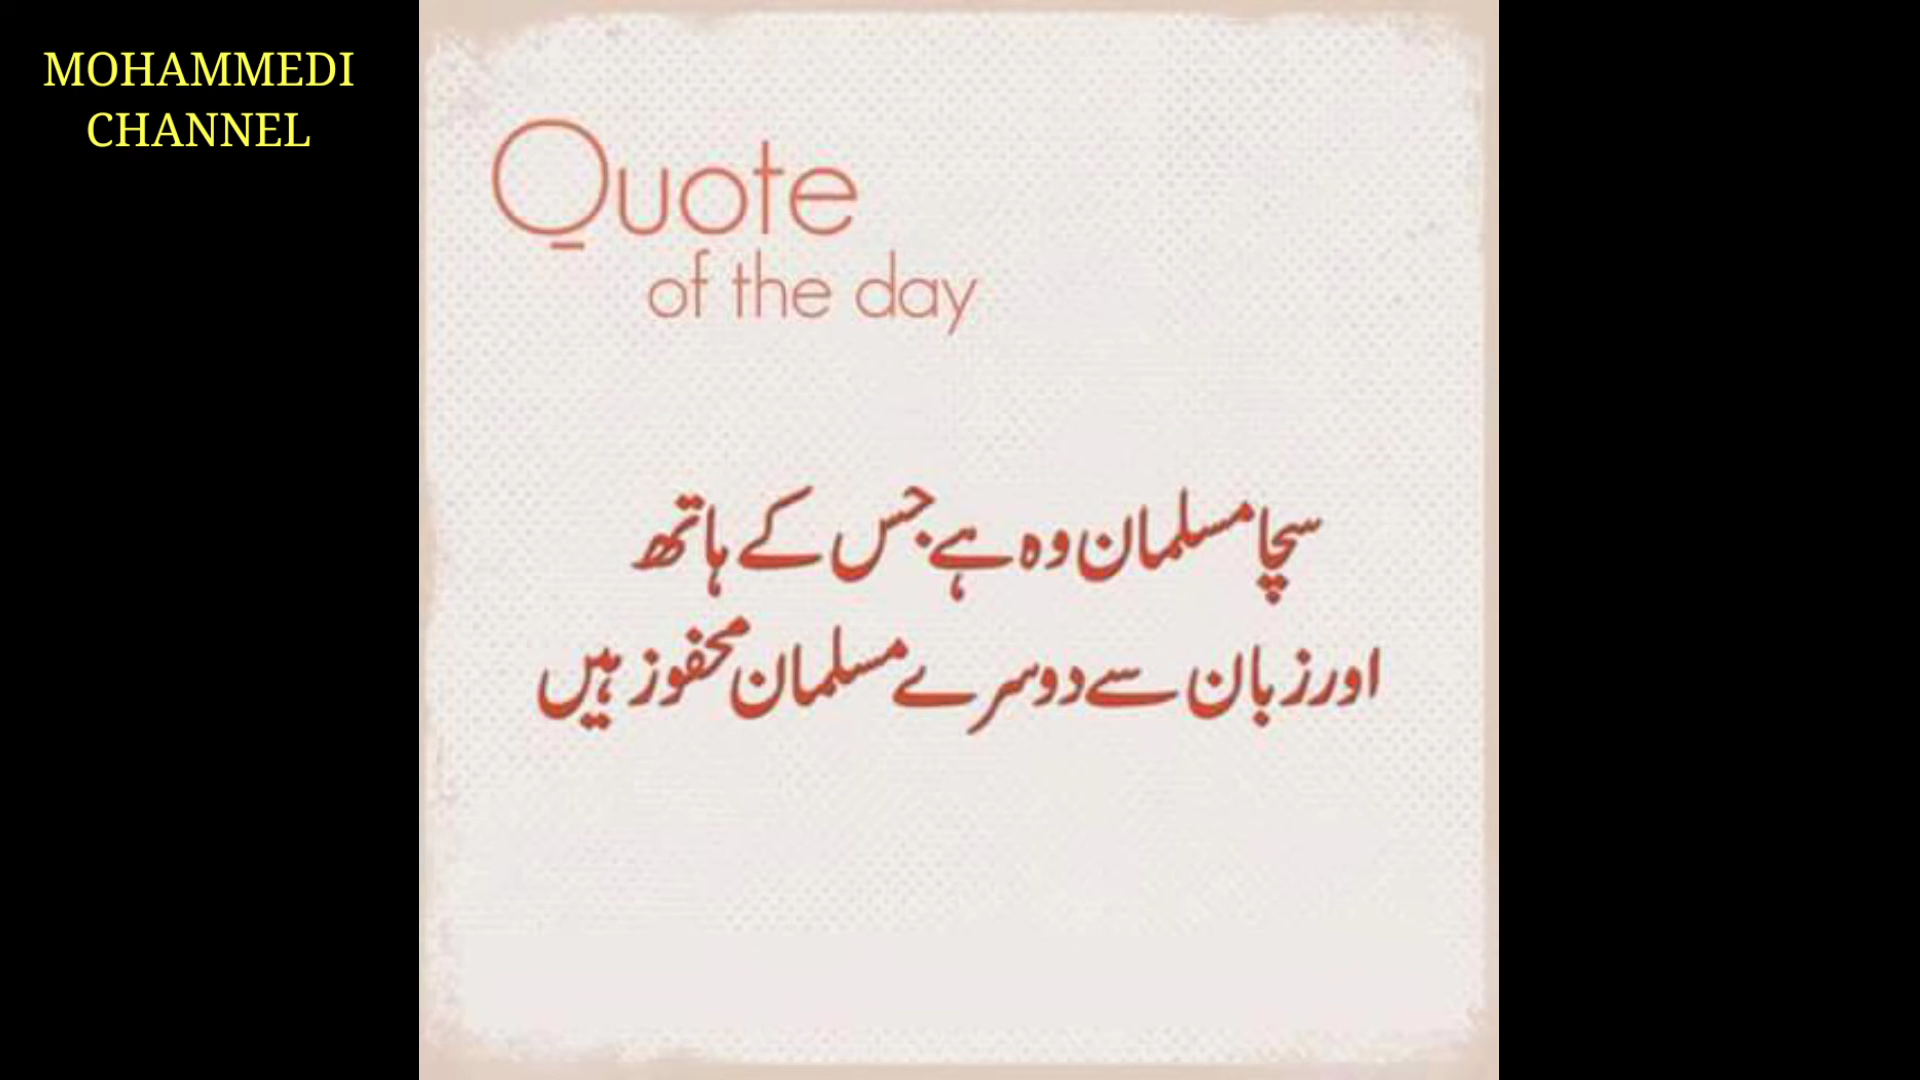 MOHAMMEDI
CHANNEL
Quote
of the day
سچا مسلمان وہ ہے جس کے ہاتھ
اور زبان سے دوسرے مسلمان محفوز ہیں